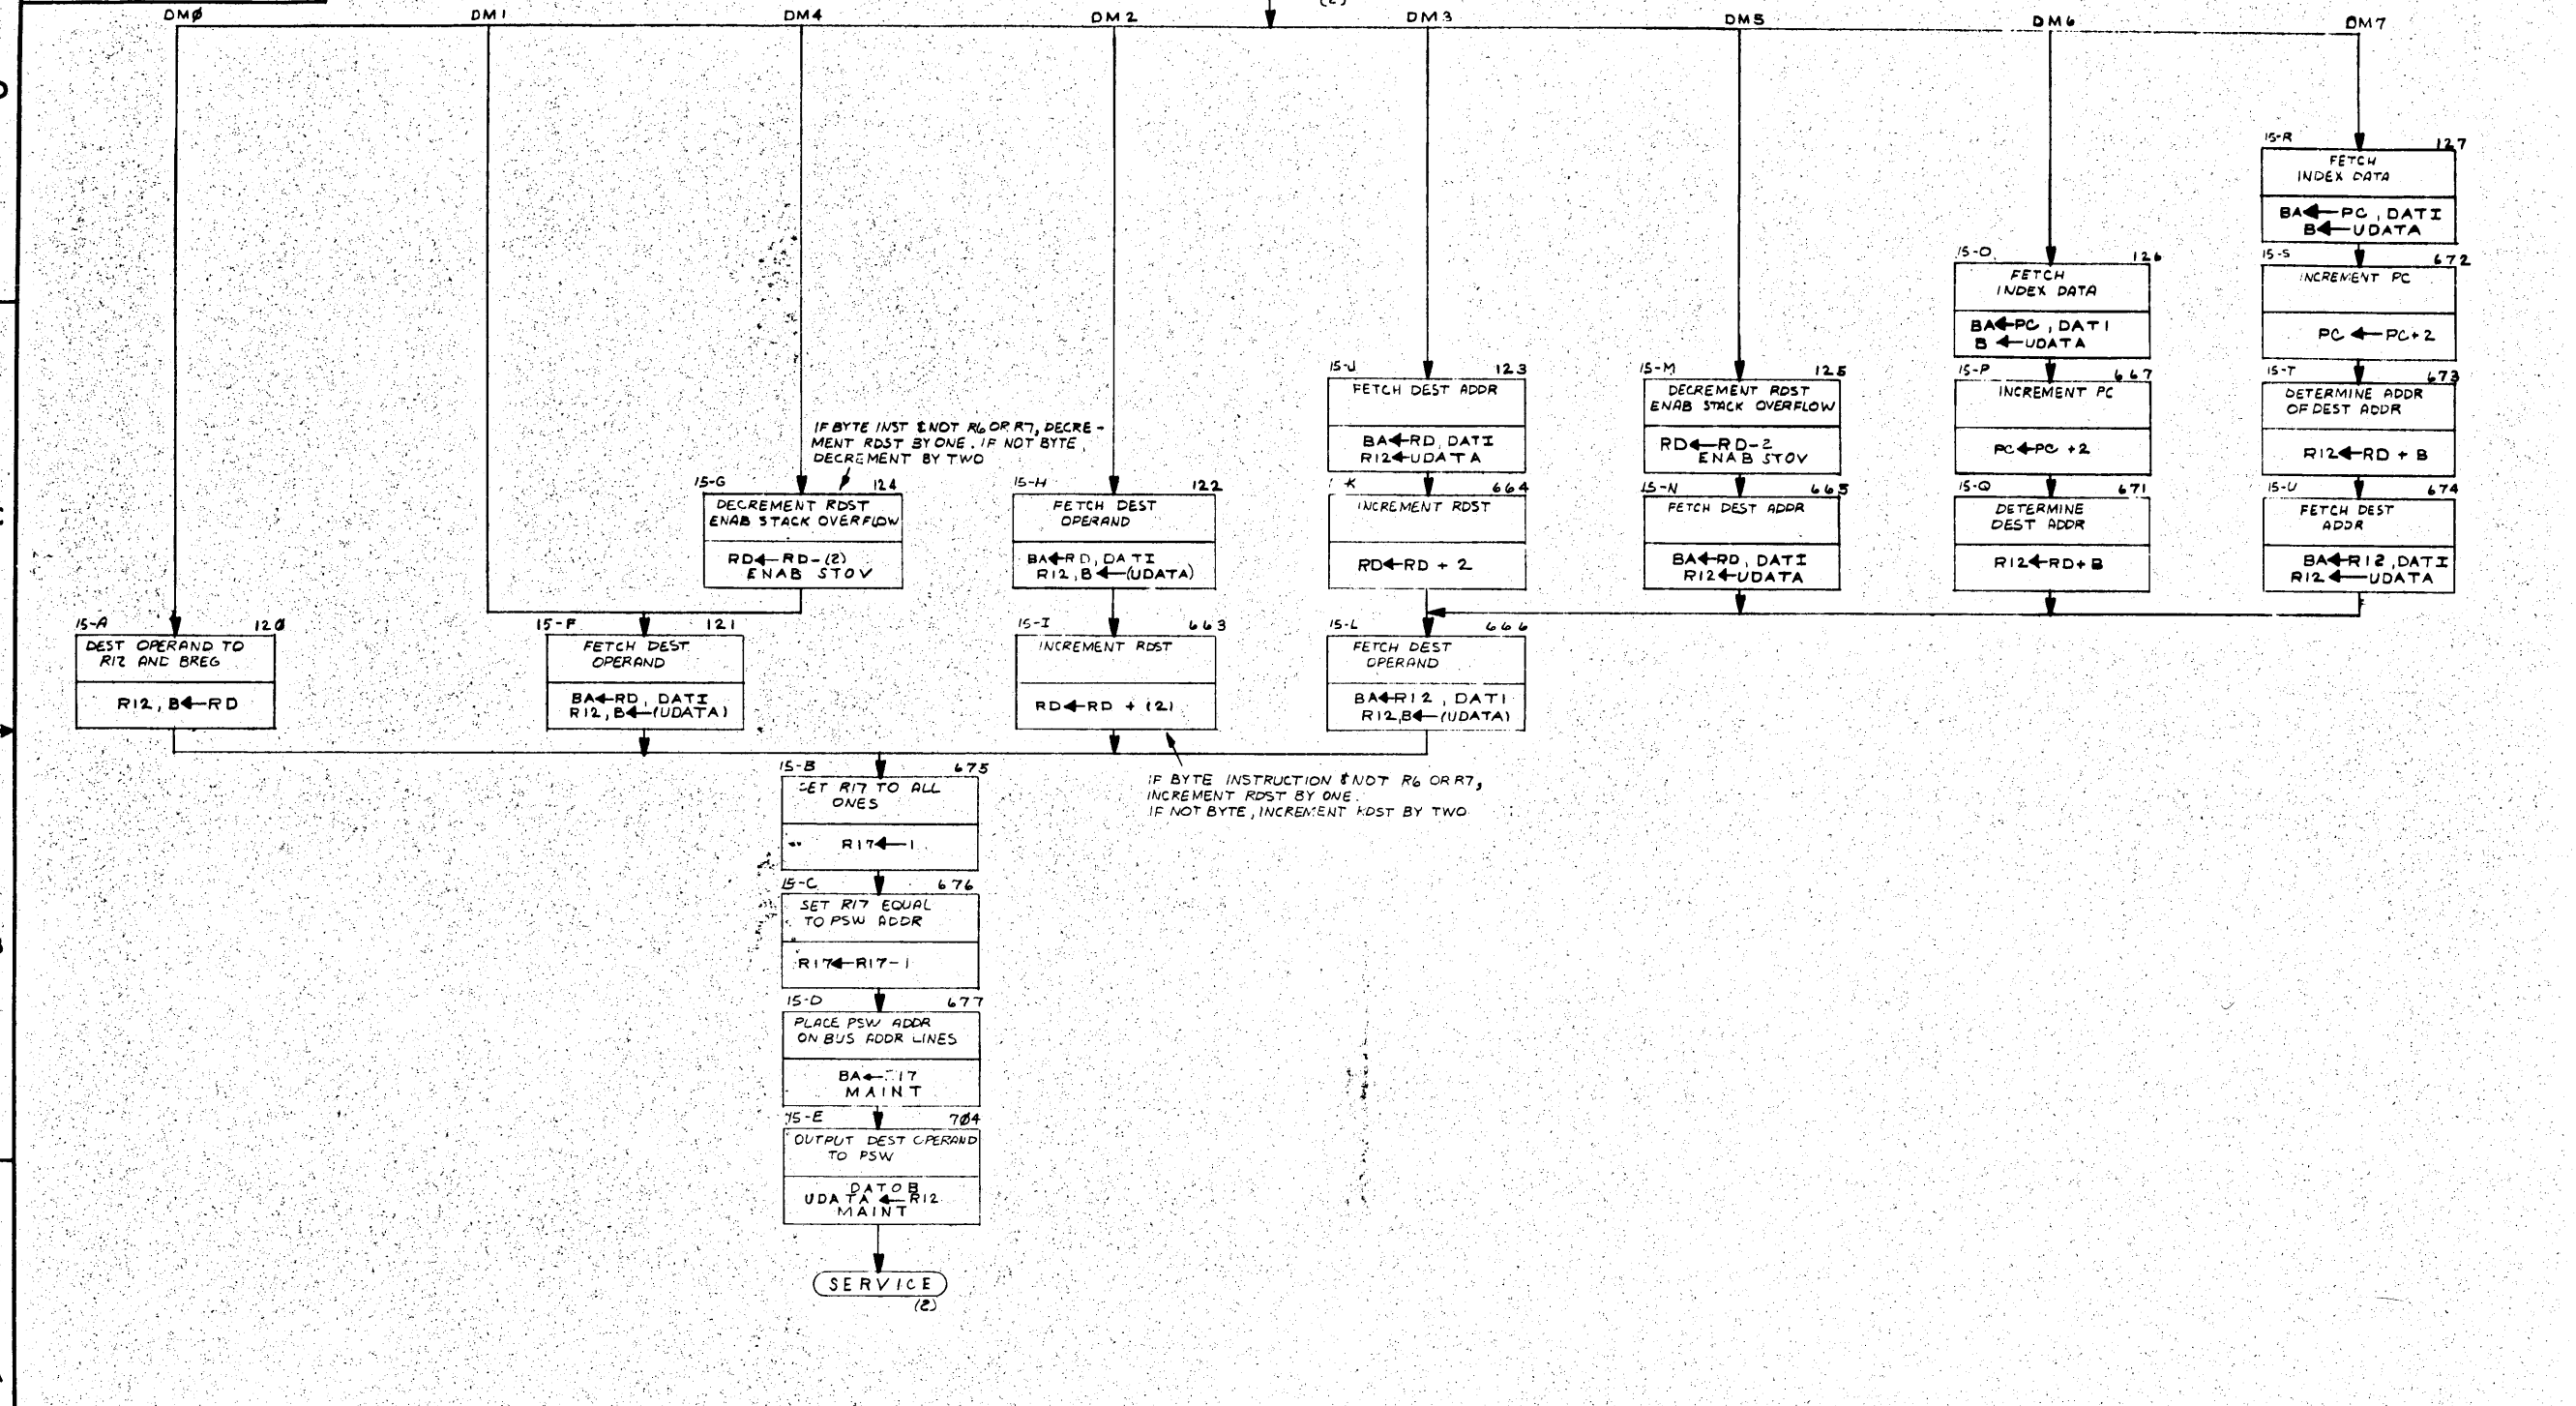 (2)
DMØ DM1 DM4 DM2 DM3 DM5 DM6 DM7
15-R 127
FETCH
INDEX DATA
BA←PC, DATI
B←UDATA
15-S 672
INCREMENT PC
PC←PC+2
15-T 673
DETERMINE ADDR
OF DEST ADDR
R12←RD + B
15-U 674
FETCH DEST
ADDR
BA←R12, DATI
R12←UDATA
15-O 126
FETCH
INDEX DATA
BA←PC, DATI
B←UDATA
15-P 667
INCREMENT PC
PC←PC +2
15-Q 671
DETERMINE
DEST ADDR
R12←RD+B
15-M 125
DECREMENT RDST
ENAB STACK OVERFLOW
RD←RD-2
ENAB STOV
15-N 665
FETCH DEST ADDR
BA←RD, DATI
R12←UDATA
15-J 123
FETCH DEST ADDR
BA←RD, DATI
R12←UDATA
K 664
INCREMENT RDST
RD←RD + 2
15-L 666
FETCH DEST
OPERAND
BA←R12, DATI
R12,B←(UDATA)
15-H 122
FETCH DEST
OPERAND
BA←RD, DATI
R12, B←(UDATA)
15-I 663
INCREMENT RDST
RD←RD + (2)
IF BYTE INSTRUCTION & NOT R6 OR R7,
INCREMENT RDST BY ONE.
IF NOT BYTE, INCREMENT RDST BY TWO
IF BYTE INST & NOT R6 OR R7, DECRE-
MENT RDST BY ONE. IF NOT BYTE,
DECREMENT BY TWO
15-G 124
DECREMENT RDST
ENAB STACK OVERFLOW
RD←RD-(2)
ENAB STOV
15-F 121
FETCH DEST
OPERAND
BA←RD, DATI
R12, B←(UDATA)
15-A 120
DEST OPERAND TO
R12 AND BREG
R12, B←RD
15-B 675
SET R17 TO ALL
ONES
R17←1
15-C 676
SET R17 EQUAL
TO PSW ADDR
R17←R17-1
15-D 677
PLACE PSW ADDR
ON BUS ADDR LINES
BA←R17
MAINT
15-E 7Ø4
OUTPUT DEST OPERAND
TO PSW
DATOB
UDATA←R12
MAINT
SERVICE
(2)